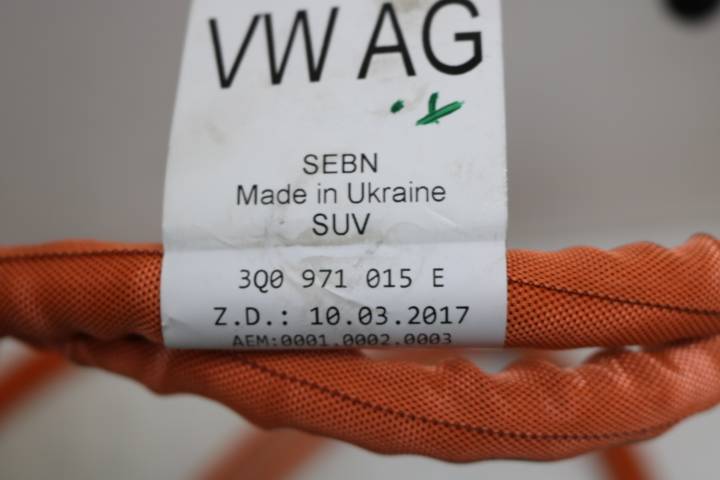 VW AG
SEBN
Made in Ukraine
SUV
3Q0 971 015 E
Z.D.: 10.03.2017
AEM:0001.0002.0003